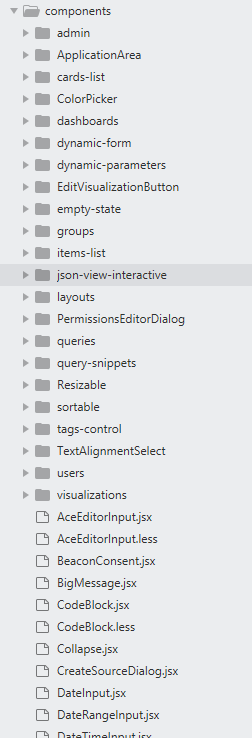 components
admin
ApplicationArea
cards-list
ColorPicker
dashboards
dynamic-form
dynamic-parameters
EditVisualizationButton
empty-state
groups
items-list
json-view-interactive
layouts
PermissionsEditorDialog
queries
query-snippets
Resizable
sortable
tags-control
TextAlignmentSelect
users
visualizations
AceEditorInput.jsx
AceEditorInput.less
BeaconConsent.jsx
BigMessage.jsx
CodeBlock.jsx
CodeBlock.less
Collapse.jsx
CreateSourceDialog.jsx
DateInput.jsx
DateRangeInput.jsx
DateTimeInput.jsx